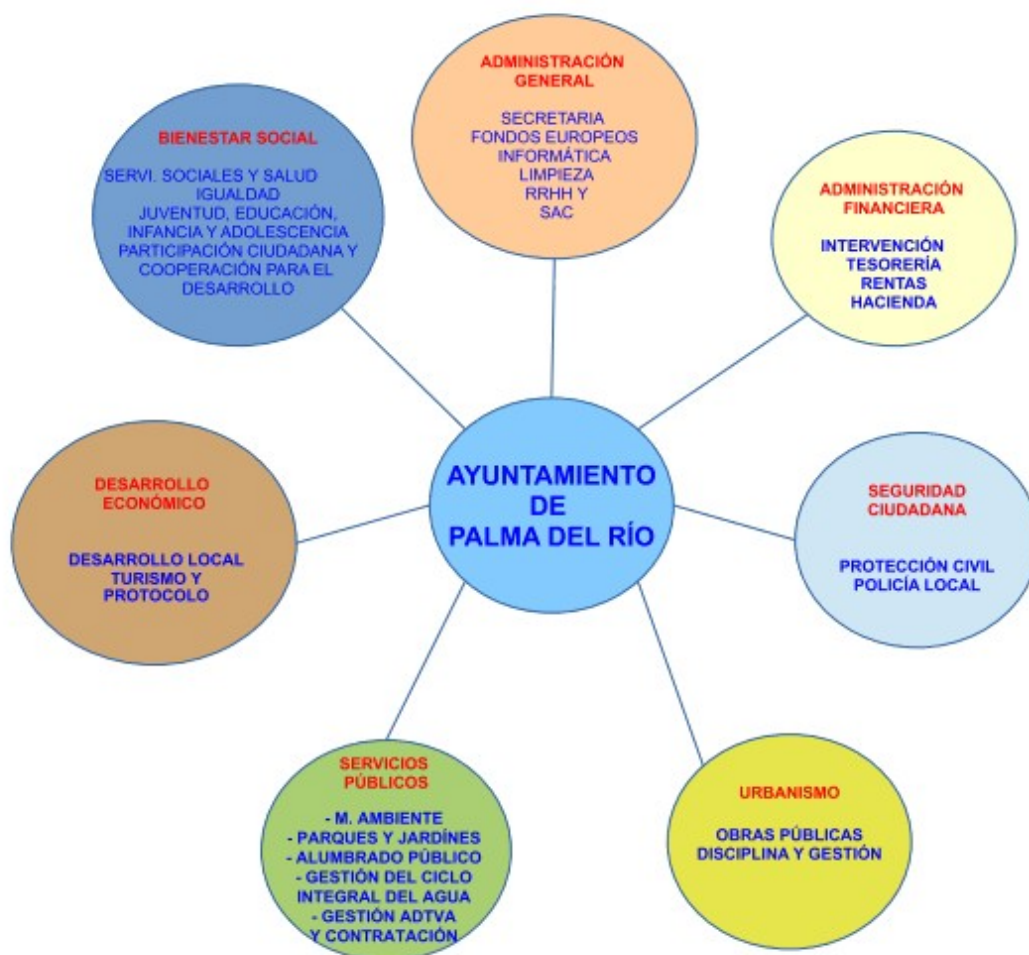 ADMINISTRACIÓN
GENERAL
SECRETARIA
FONDOS EUROPEOS
INFORMÁTICA
LIMPIEZA
RRHH Y
SAC
BIENESTAR SOCIAL
SERVI. SOCIALES Y SALUD
IGUALDAD
JUVENTUD, EDUCACIÓN,
INFANCIA Y ADOLESCENCIA
PARTICIPACIÓN CIUDADANA Y
COOPERACIÓN PARA EL
DESARROLLO
ADMINISTRACIÓN
FINANCIERA
INTERVENCIÓN
TESORERÍA
RENTAS
HACIENDA
AYUNTAMIENTO
DE
PALMA DEL RÍO
DESARROLLO
ECONÓMICO
DESARROLLO LOCAL
TURISMO Y
PROTOCOLO
SEGURIDAD
CIUDADANA
PROTECCIÓN CIVIL
POLICÍA LOCAL
SERVICIOS
PÚBLICOS
- M. AMBIENTE
- PARQUES Y JARDÍNES
- ALUMBRADO PÚBLICO
- GESTIÓN DEL CICLO
INTEGRAL DEL AGUA
- GESTIÓN ADTVA
Y CONTRATACIÓN
URBANISMO
OBRAS PÚBLICAS
DISCIPLINA Y GESTIÓN